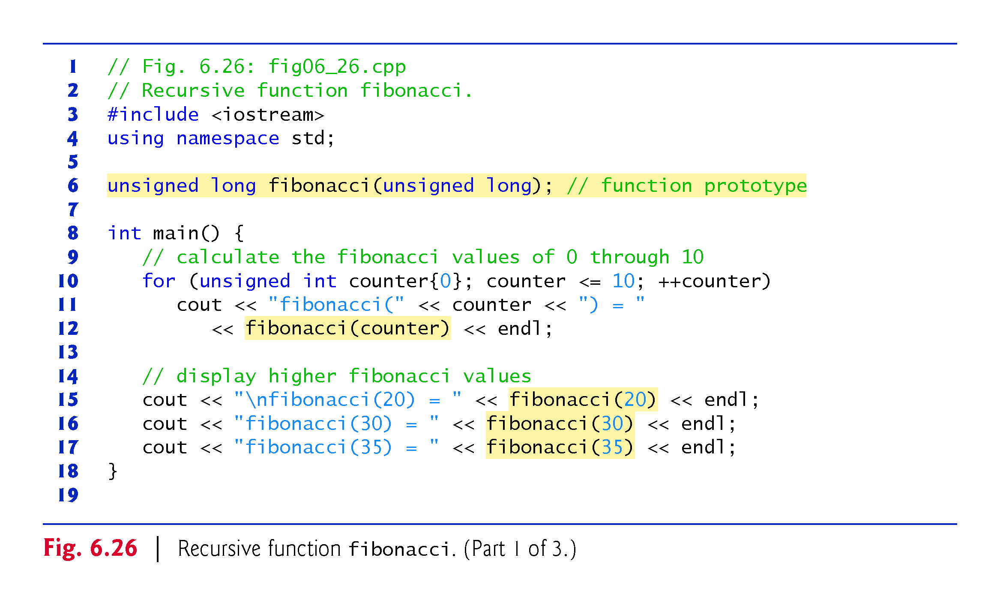 1 // Fig. 6.26: fig06_26.cpp
2 // Recursive function fibonacci.
3 #include <iostream>
4 using namespace std;
5
6 unsigned long fibonacci(unsigned long); // function prototype
7
8 int main() {
9    // calculate the fibonacci values of 0 through 10
10    for (unsigned int counter{0}; counter <= 10; ++counter)
11       cout << "fibonacci(" << counter << ") = "
12          << fibonacci(counter) << endl;
13
14    // display higher fibonacci values
15    cout << "\nfibonacci(20) = " << fibonacci(20) << endl;
16    cout << "fibonacci(30) = " << fibonacci(30) << endl;
17    cout << "fibonacci(35) = " << fibonacci(35) << endl;
18 }
19
Fig. 6.26 | Recursive function fibonacci. (Part 1 of 3.)